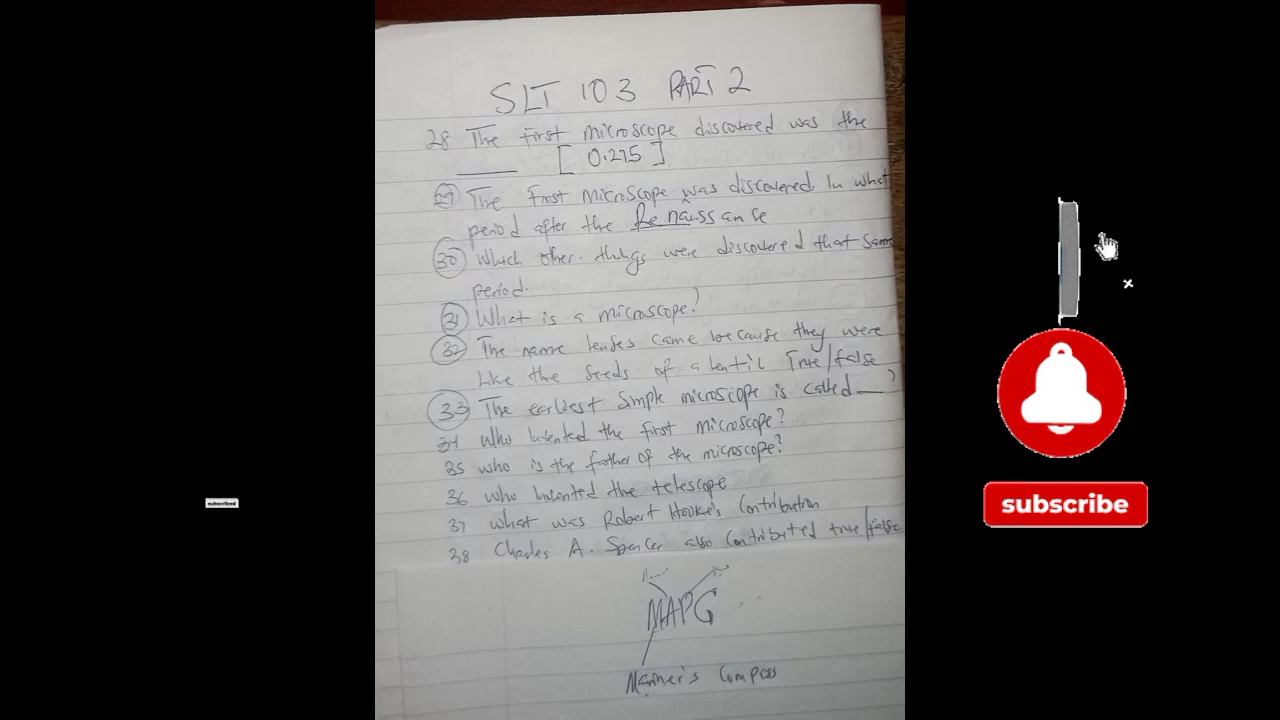 SLT 103 PART 2
28 The first microscope discovered was the
_____ [0.275]
29 The First Microscope was discovered In what
period after the Renaissanse
30 Which other things were discovered that same
period.
31 What is a microscope?
32 The name lenses came because they were
Like the seeds of a lentil True/false
33 The earliest Simple microscope is called ___?
34 Who Invented the first microscope?
35 who is the father of the microscope?
36 who Invented the telescope
37 what was Robert Hooke's Contribution
38 Charles A. Spencer also Contributed true/false
MAPG
Mariner's Compass
subscribe
subscribed